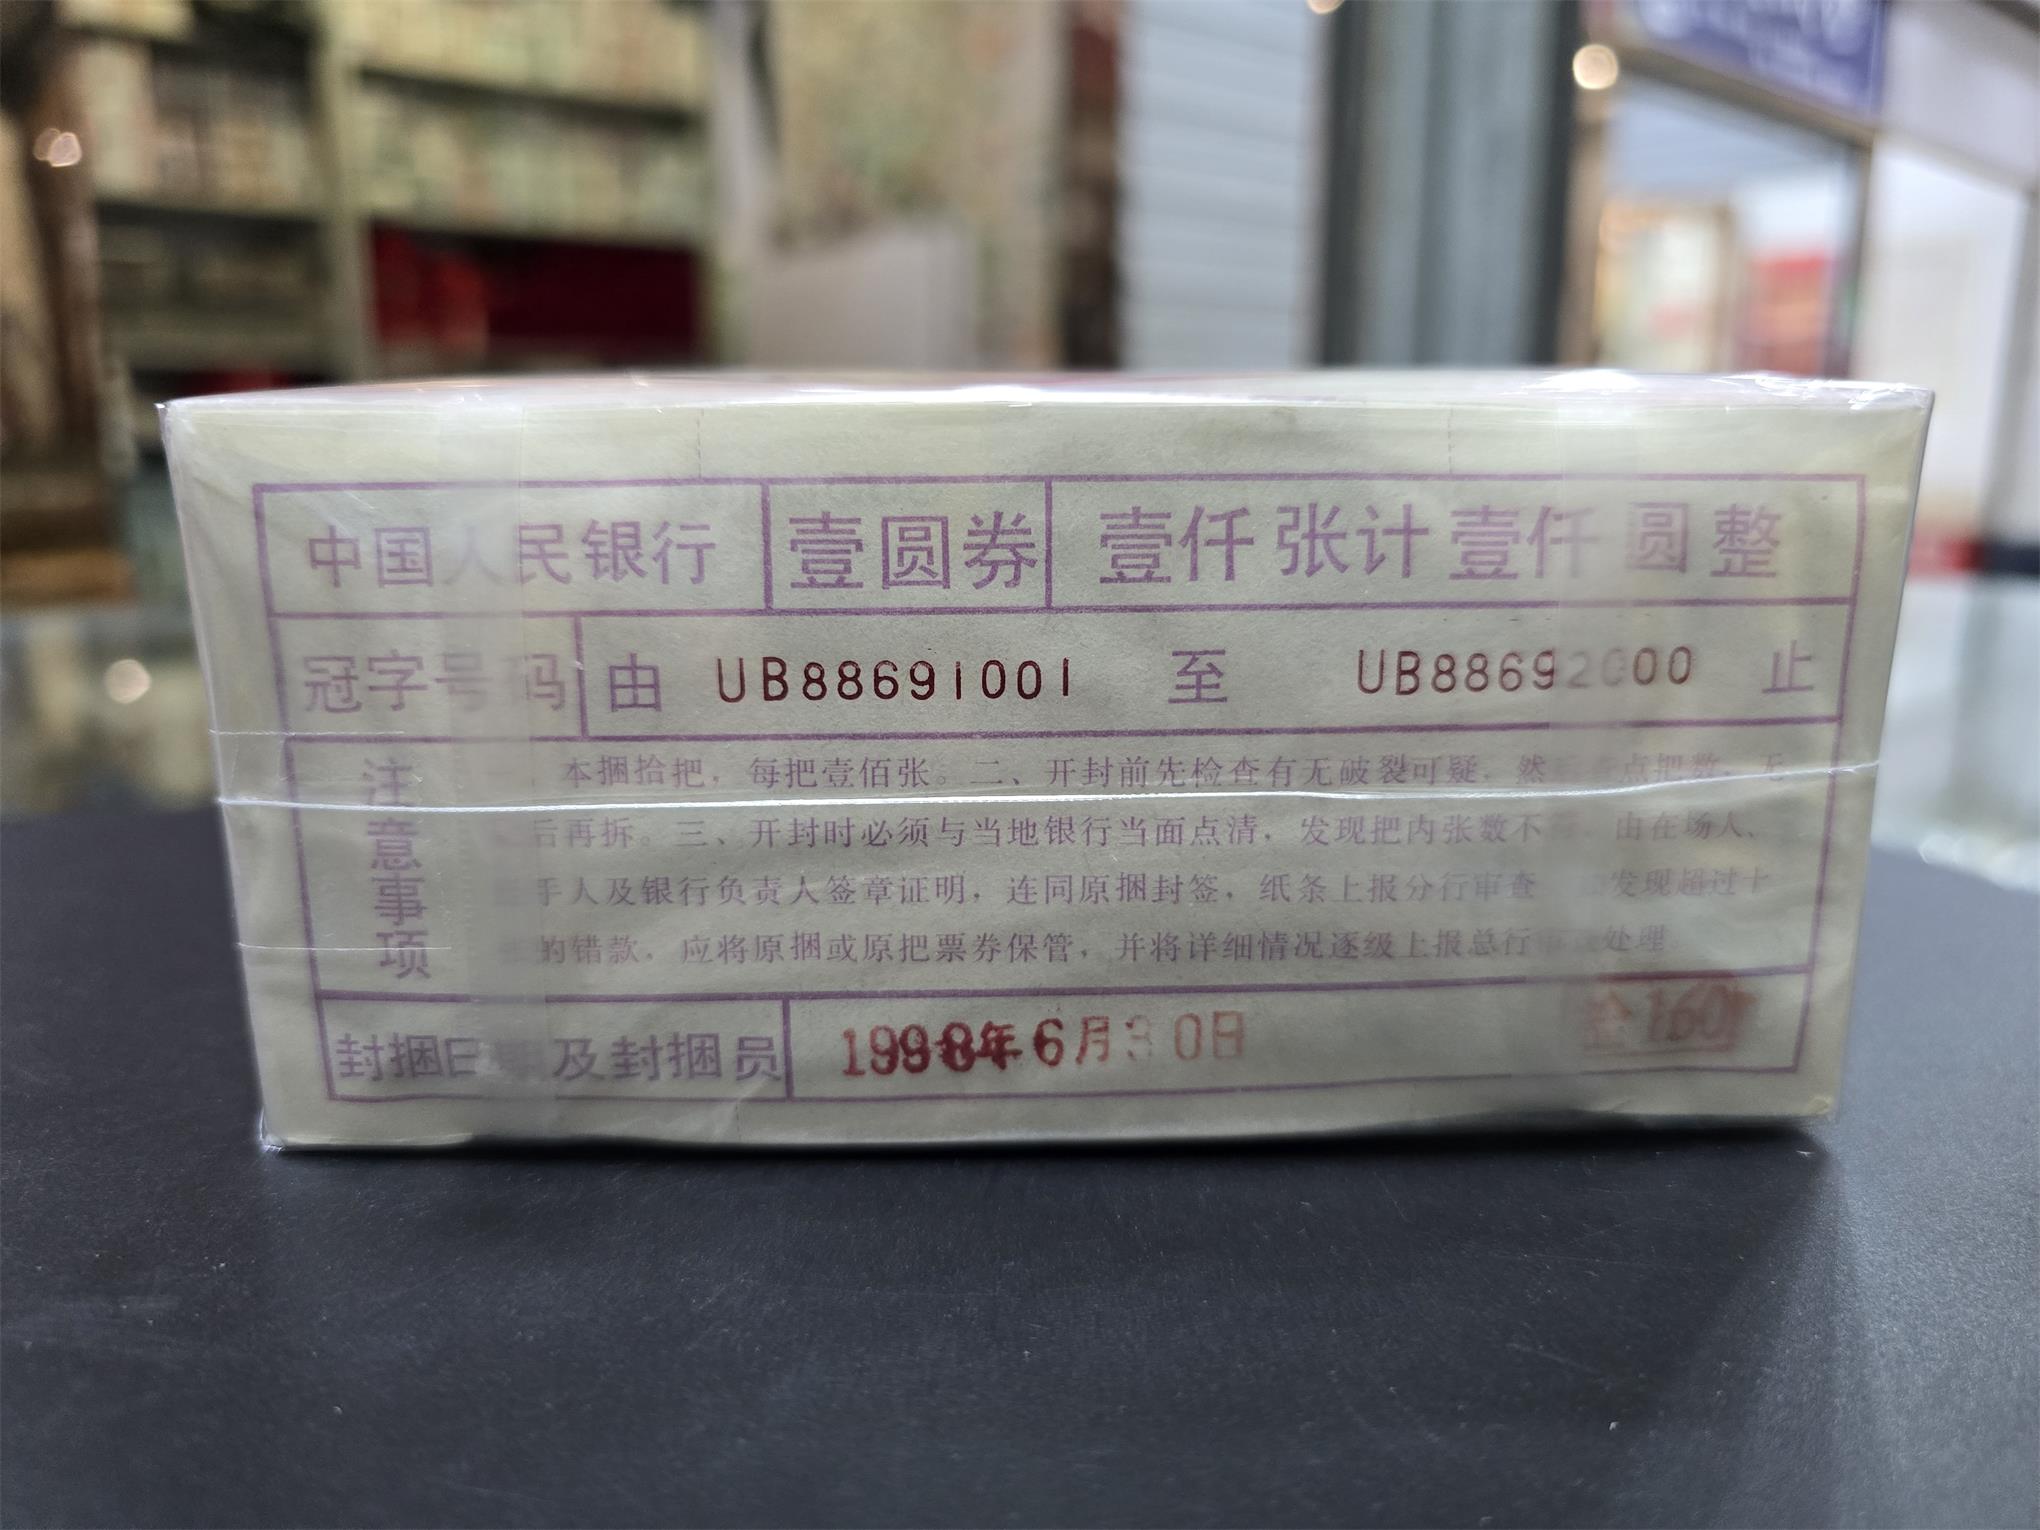 中国人民银行 壹圆券 壹仟张计壹仟圆整
冠字号码 由 UB88691001 至 UB88692000 止
注意事项
本捆拾把，每把壹佰张。二、开封前先检查有无破裂可疑，然 点把数，无
后再拆。三、开封时必须与当地银行当面点清，发现把内张数不 由在场人、
手人及银行负责人签章证明，连同原捆封签，纸条上报分行审查 发现超过十
的错款，应将原捆或原把票券保管，并将详细情况逐级上报总行 处理。
封捆日 及封捆员 1998年6月30日 160